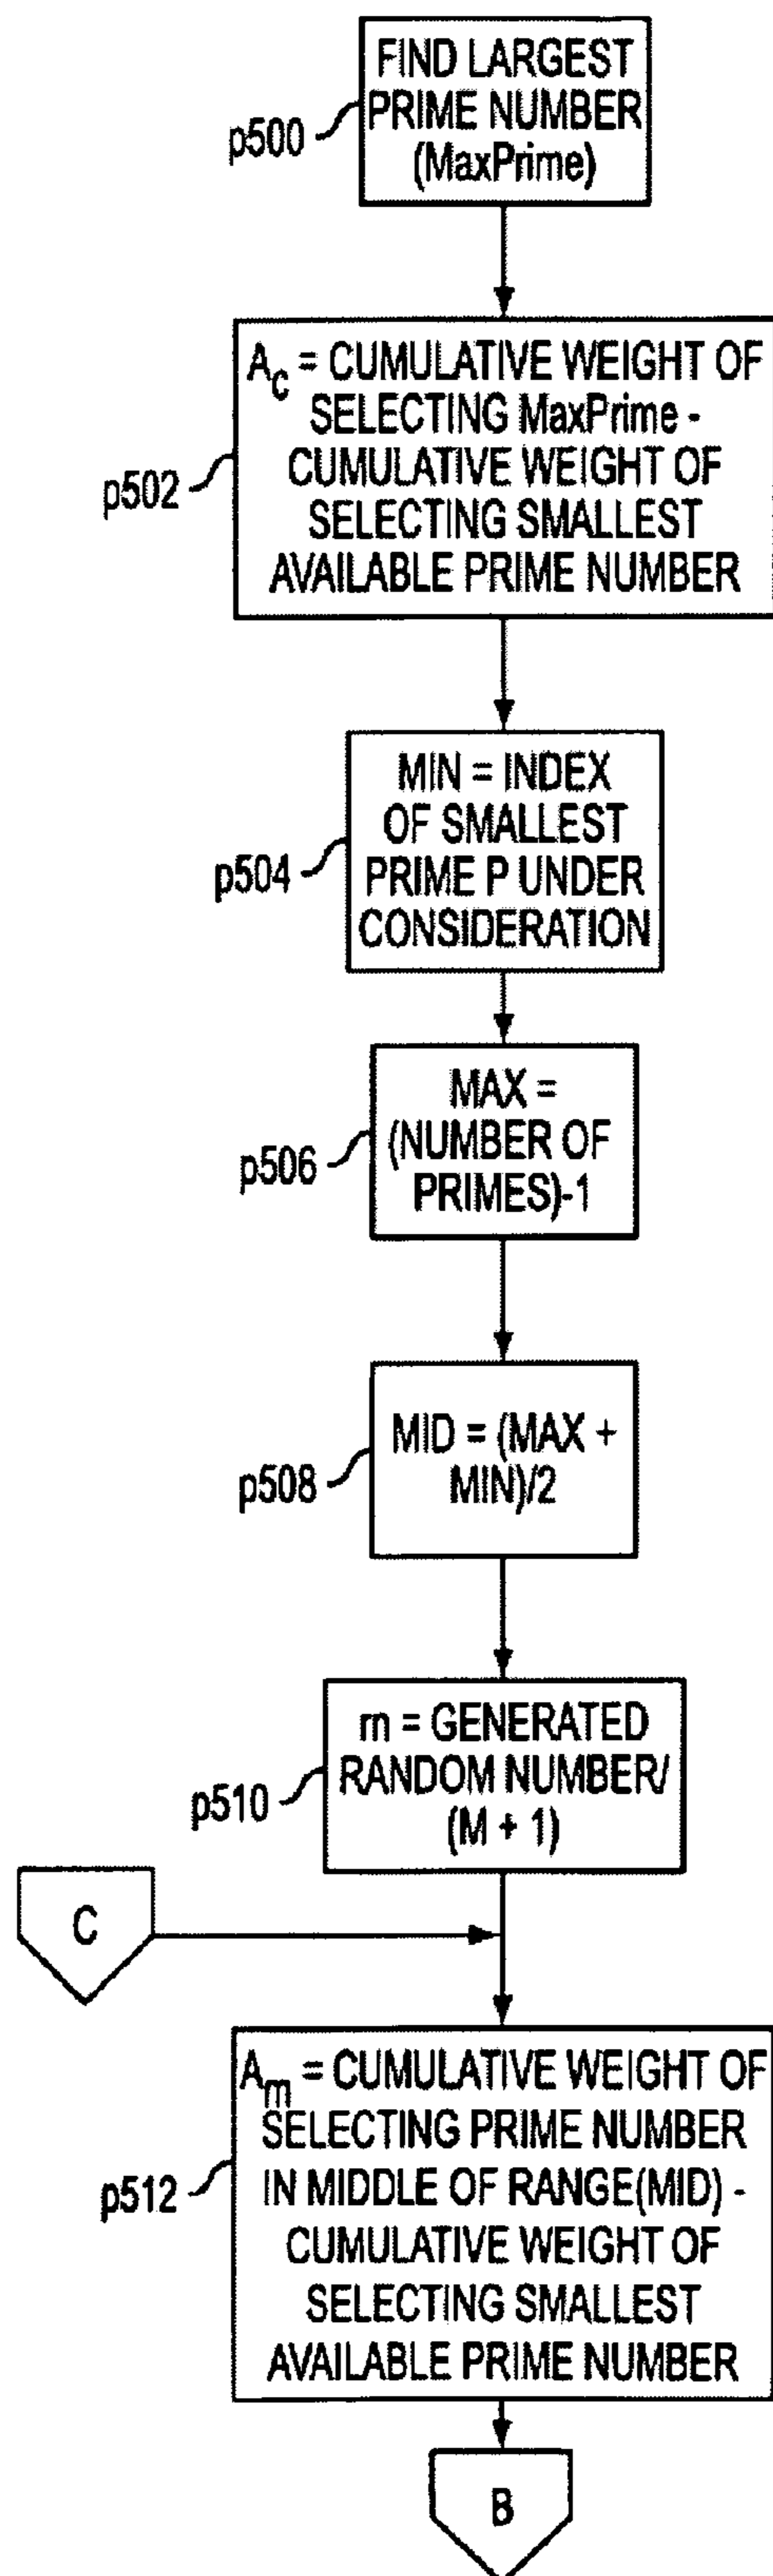 FIND LARGEST
PRIME NUMBER
(MaxPrime)
p500
A_c = CUMULATIVE WEIGHT OF
SELECTING MaxPrime -
CUMULATIVE WEIGHT OF
SELECTING SMALLEST
AVAILABLE PRIME NUMBER
p502
MIN = INDEX
OF SMALLEST
PRIME P UNDER
CONSIDERATION
p504
MAX =
(NUMBER OF
PRIMES)-1
p506
MID = (MAX +
MIN)/2
p508
rn = GENERATED
RANDOM NUMBER/
(M + 1)
p510
C
A_m = CUMULATIVE WEIGHT OF
SELECTING PRIME NUMBER
IN MIDDLE OF RANGE(MID) -
CUMULATIVE WEIGHT OF
SELECTING SMALLEST
AVAILABLE PRIME NUMBER
p512
B